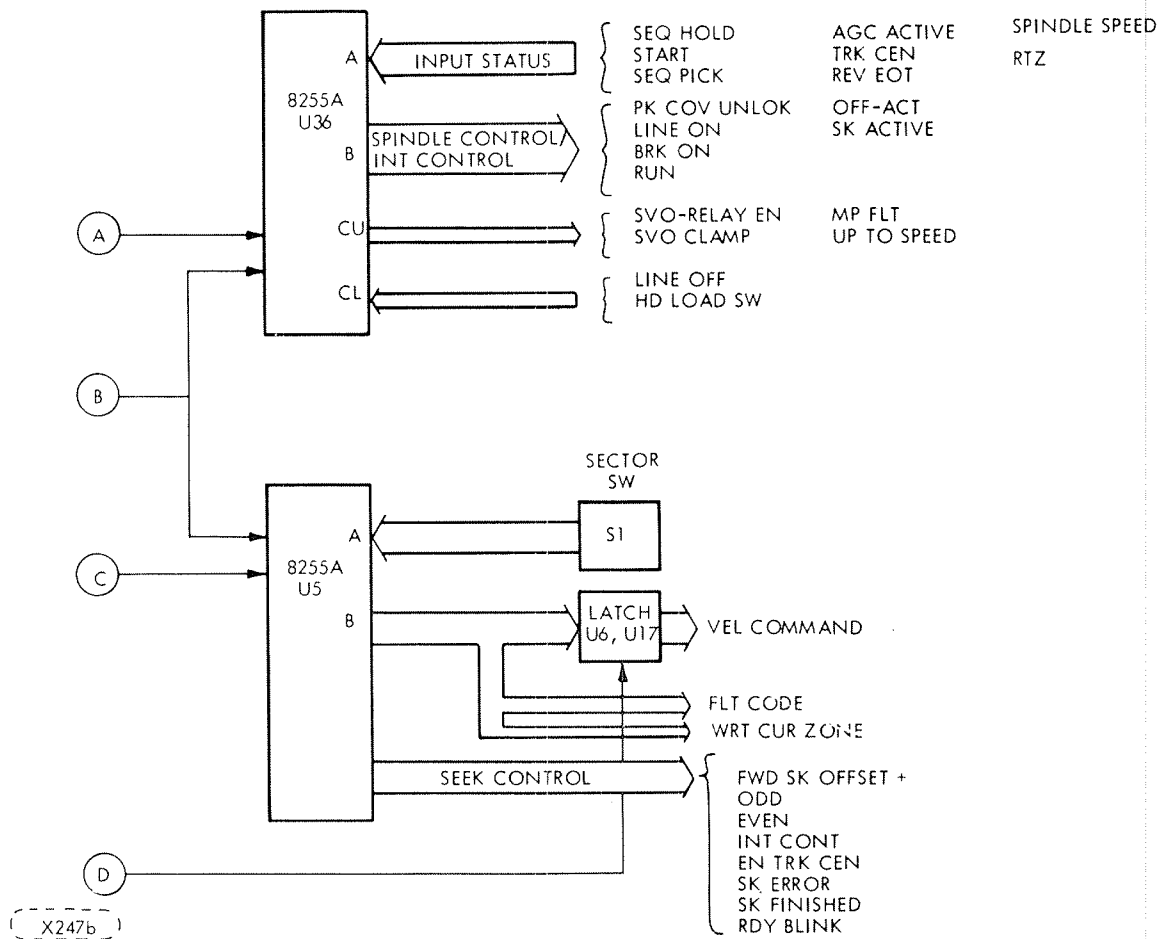 SEQ HOLD AGC ACTIVE SPINDLE SPEED
START TRK CEN RTZ
SEQ PICK REV EOT
A INPUT STATUS
8255A
U36
PK COV UNLOK OFF-ACT
LINE ON SK ACTIVE
BRK ON
RUN
B SPINDLE CONTROL/
INT CONTROL
A
CU
SVO-RELAY EN MP FLT
SVO CLAMP UP TO SPEED
CL
LINE OFF
HD LOAD SW
B
SECTOR
SW
A
S1
C
8255A
U5
B
LATCH
U6, U17
VEL COMMAND
FLT CODE
WRT CUR ZONE
SEEK CONTROL
FWD SK OFFSET +
ODD
EVEN
INT CONT
EN TRK CEN
SK ERROR
SK FINISHED
RDY BLINK
D
X247b